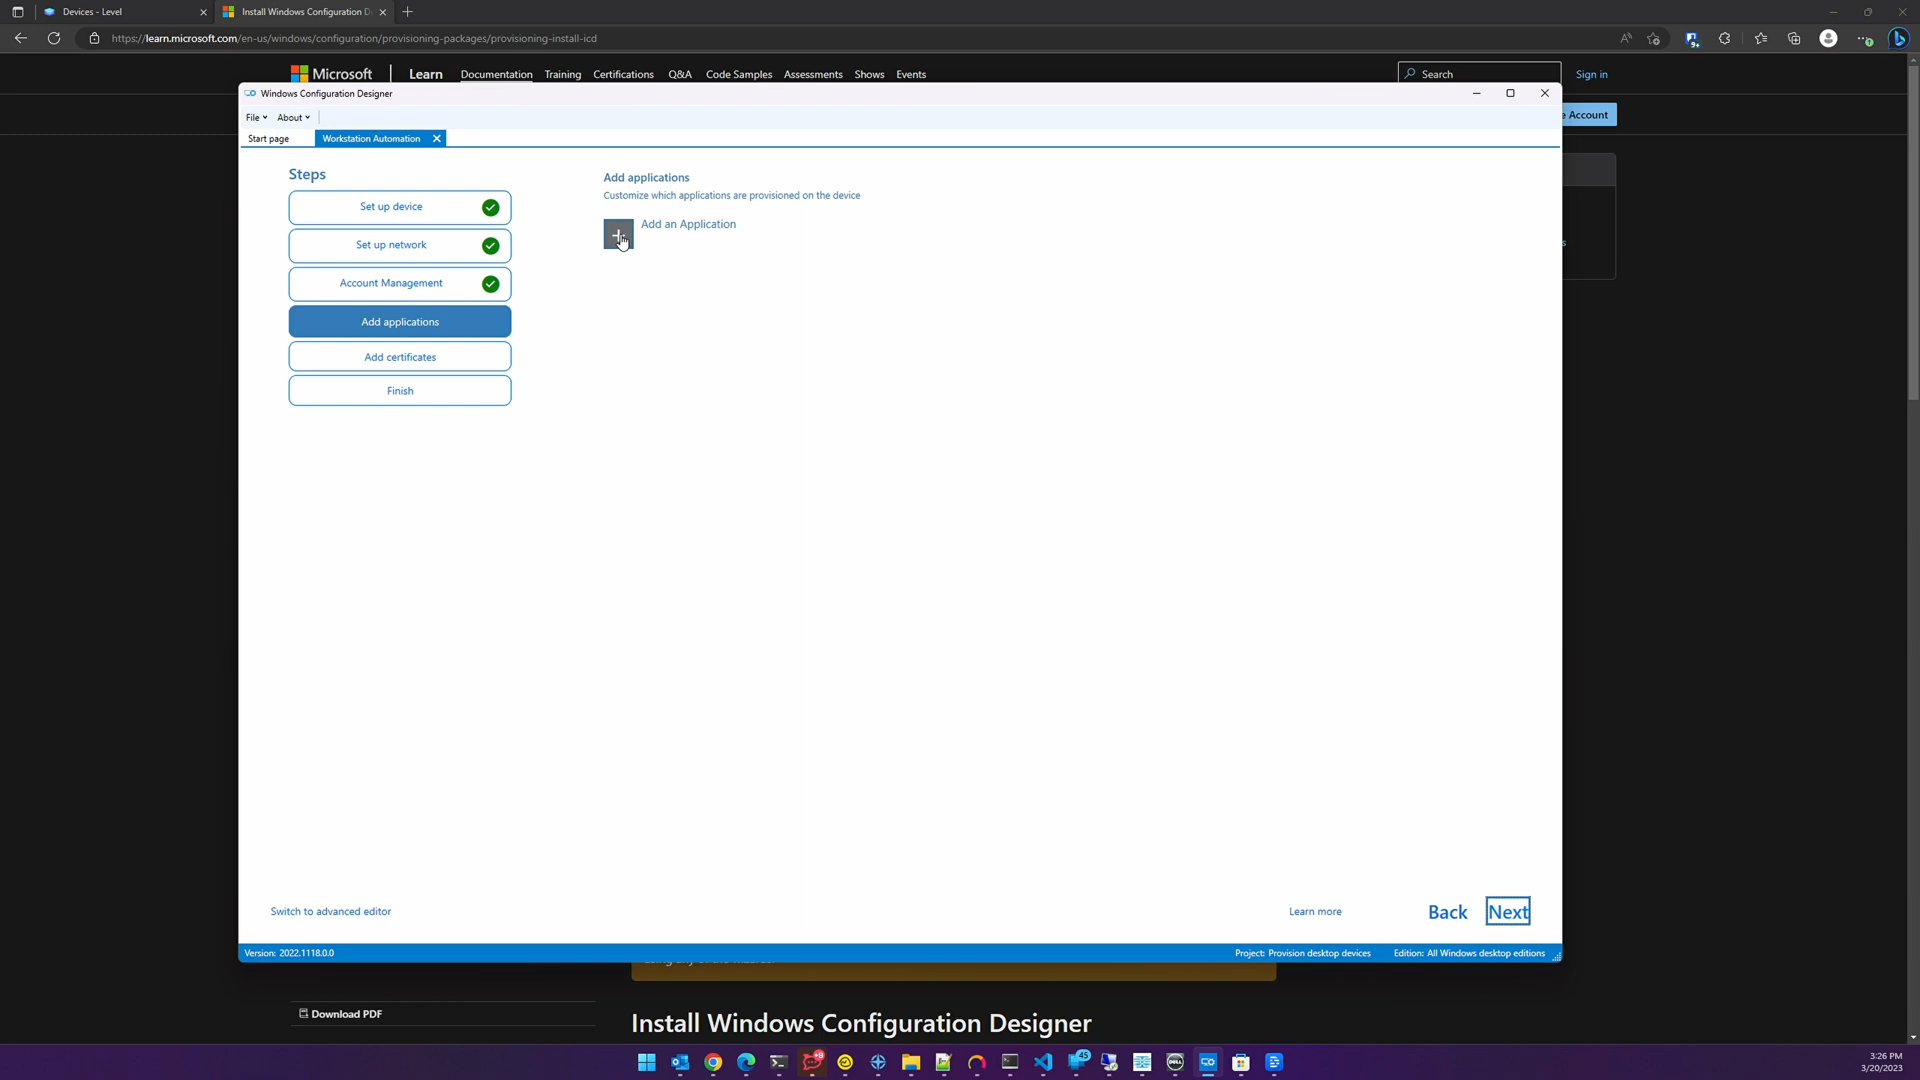 Devices - Level
Install Windows Configuration D
https://learn.microsoft.com/en-us/windows/configuration/provisioning-packages/provisioning-install-icd
Microsoft
Learn
Documentation
Training
Certifications
Q&A
Code Samples
Assessments
Shows
Events
Search
Sign in
Windows Configuration Designer
File
About
Account
Start page
Workstation Automation
Steps
Set up device
Set up network
Account Management
Add applications
Add certificates
Finish
Add applications
Customize which applications are provisioned on the device
Add an Application
Switch to advanced editor
Learn more
Back
Next
Version: 2022.1118.0.0
Project: Provision desktop devices
Edition: All Windows desktop editions
Download PDF
Install Windows Configuration Designer
45
3:26 PM
3/20/2023